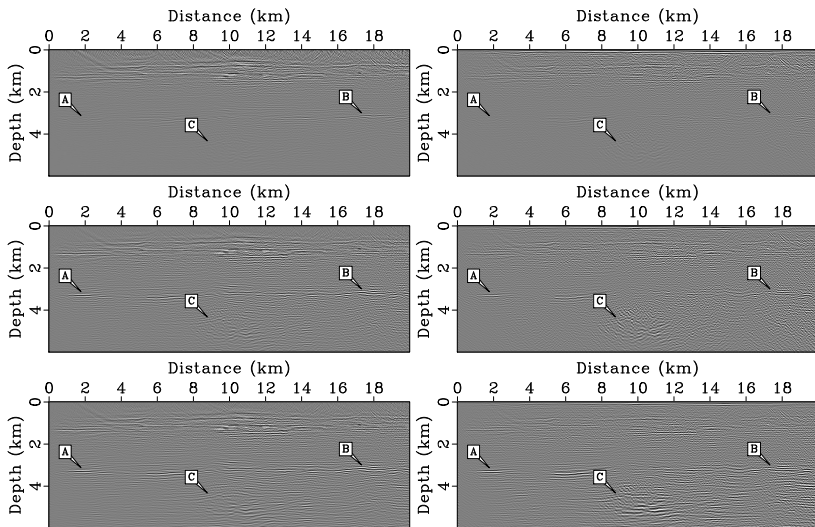 Distance (km) Distance (km)
0 2 4 6 8 10 12 14 16 18 0 2 4 6 8 10 12 14 16 18
0 0
2 2
4 4
Depth (km) Depth (km)
A B C A B C
Distance (km) Distance (km)
0 2 4 6 8 10 12 14 16 18 0 2 4 6 8 10 12 14 16 18
0 0
2 2
4 4
Depth (km) Depth (km)
A B C A B C
Distance (km) Distance (km)
0 2 4 6 8 10 12 14 16 18 0 2 4 6 8 10 12 14 16 18
0 0
2 2
4 4
Depth (km) Depth (km)
A B C A B C